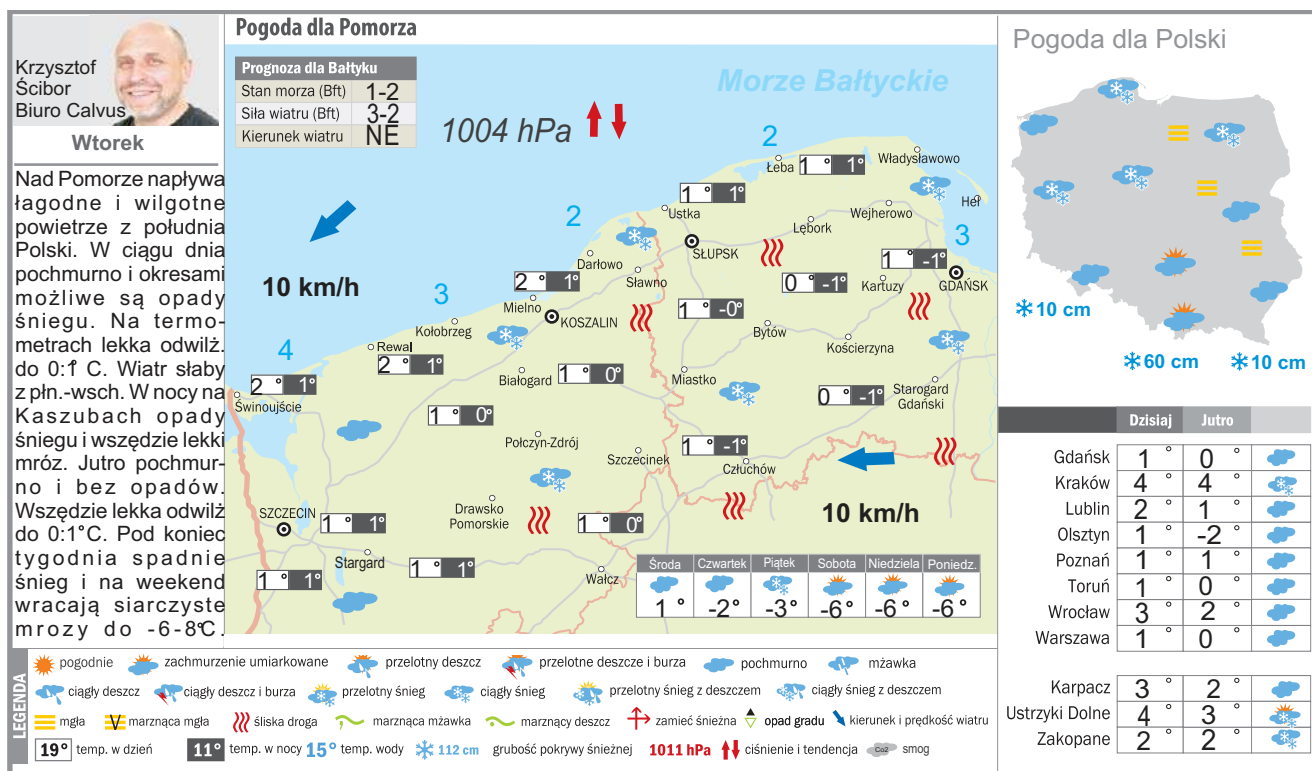 Krzysztof
Ścibor
Biuro Calvus
Wtorek
Nad Pomorze napływa
łagodne i wilgotne
powietrze z południa
Polski. W ciągu dnia
pochmurno i okresami
możliwe są opady
śniegu. Na termo-
metrach lekka odwilż.
do 0:1° C. Wiatr słaby
z płn.-wsch. W nocy na
Kaszubach opady
śniegu i wszędzie lekki
mróz. Jutro pochmur-
no i bez opadów.
Wszędzie lekka odwilż
do 0:1°C. Pod koniec
tygodnia spadnie
śnieg i na weekend
wracają siarczyste
mrozy do -6-8°C.
Pogoda dla Pomorza
Prognoza dla Bałtyku
Stan morza (Bft) 1-2
Siła wiatru (Bft) 3-2
Kierunek wiatru NE
1004 hPa
Morze Bałtyckie
2
Łeba 1° 1°
Władysławowo
1° 1°
Ustka
Hel
Wejherowo
Lębork
2
3
SŁUPSK
Darłowo
1° -1°
GDAŃSK
10 km/h
2° 1°
Sławno
0° -1°
Kartuzy
3
Mielno
KOSZALIN
1° -0°
Kołobrzeg
Bytów
Kościerzyna
4
Rewal
2° 1°
Białogard
1° 0°
Miastko
2° 1°
Świnoujście
0° -1°
Starogard
Gdański
1° 0°
Połczyn-Zdrój
1° -1°
Szczecinek
Człuchów
Drawsko
Pomorskie
10 km/h
SZCZECIN
1° 1°
1° 0°
Stargard
1° 1°
1° 1°
Wałcz
Środa Czwartek Piątek Sobota Niedziela Poniedz.
1° -2° -3° -6° -6° -6°
Pogoda dla Polski
10 cm
60 cm
10 cm
Dzisiaj Jutro
Gdańsk 1° 0°
Kraków 4° 4°
Lublin 2° 1°
Olsztyn 1° -2°
Poznań 1° 1°
Toruń 1° 0°
Wrocław 3° 2°
Warszawa 1° 0°
Karpacz 3° 2°
Ustrzyki Dolne 4° 3°
Zakopane 2° 2°
LEGENDA
pogodnie zachmurzenie umiarkowane przelotny deszcz przelotne deszcze i burza pochmurno mżawka
ciągły deszcz ciągły deszcz i burza przelotny śnieg ciągły śnieg przelotny śnieg z deszczem ciągły śnieg z deszczem
mgła marznąca mgła śliska droga marznąca mżawka marznący deszcz zamieć śnieżna opad gradu kierunek i prędkość wiatru
19° temp. w dzień 11° temp. w nocy 15° temp. wody 112 cm grubość pokrywy śnieżnej 1011 hPa ciśnienie i tendencja Co2 smog